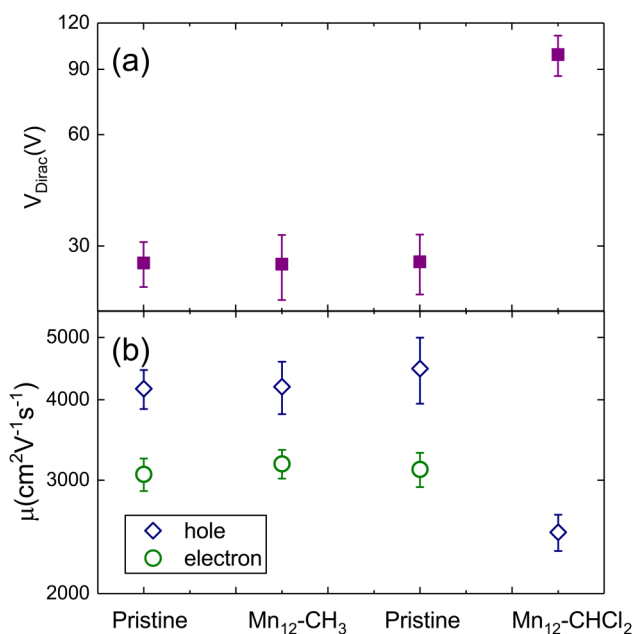 120
(a)
90
60
30
V_Dirac(V)
(b)
5000
4000
3000
2000
μ(cm²V⁻¹s⁻¹)
hole
electron
Pristine Mn₁₂-CH₃ Pristine Mn₁₂-CHCl₂